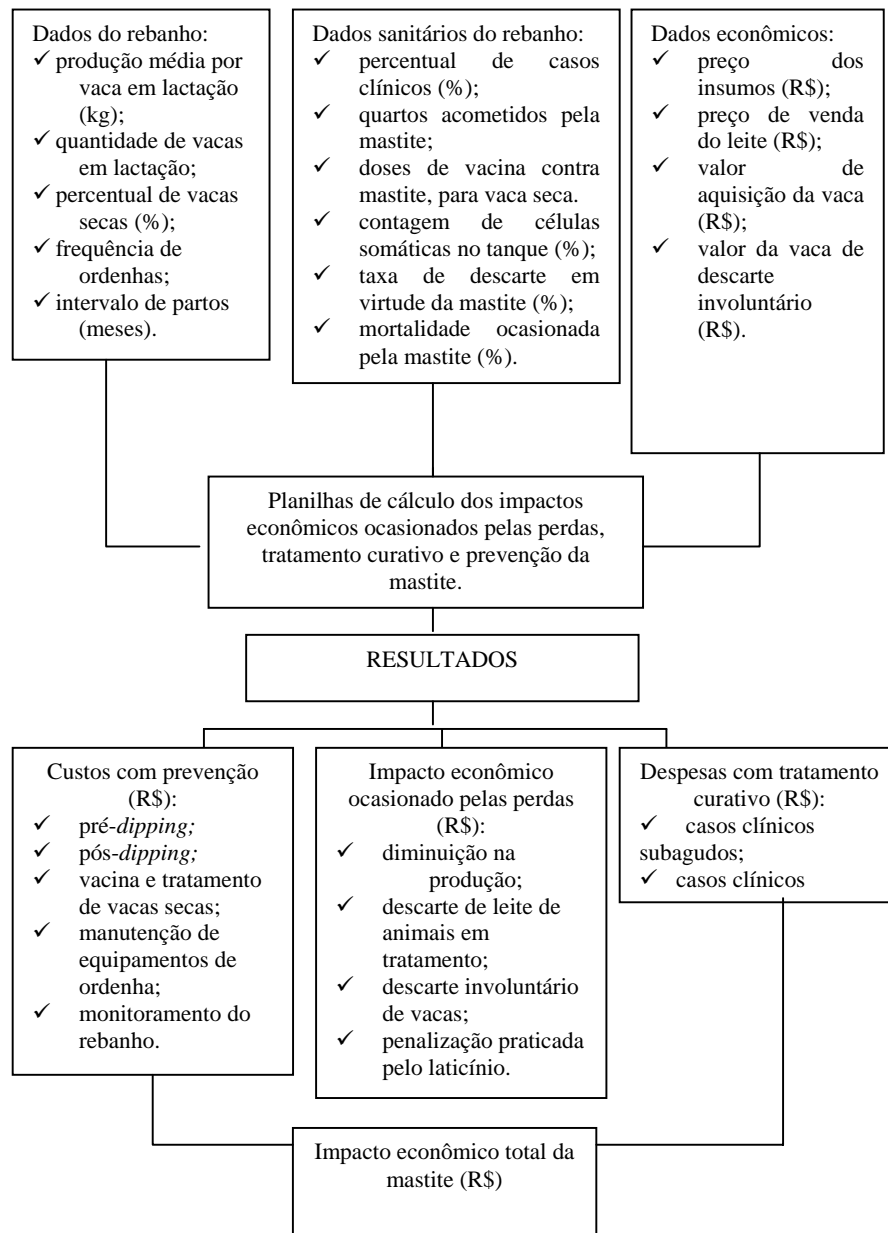 Dados do rebanho:
✓ produção média por
vaca em lactação
(kg);
✓ quantidade de vacas
em lactação;
✓ percentual de vacas
secas (%);
✓ frequência de
ordenhas;
✓ intervalo de partos
(meses).
Dados sanitários do rebanho:
✓ percentual de casos
clínicos (%);
✓ quartos acometidos pela
mastite;
✓ doses de vacina contra
mastite, para vaca seca.
✓ contagem de células
somáticas no tanque (%);
✓ taxa de descarte em
virtude da mastite (%);
✓ mortalidade ocasionada
pela mastite (%).
Dados econômicos:
✓ preço dos
insumos (R$);
✓ preço de venda
do leite (R$);
✓ valor de
aquisição da vaca
(R$);
✓ valor da vaca de
descarte
involuntário
(R$).
Planilhas de cálculo dos impactos
econômicos ocasionados pelas perdas,
tratamento curativo e prevenção da
mastite.
RESULTADOS
Custos com prevenção
(R$):
✓ pré-dipping;
✓ pós-dipping;
✓ vacina e tratamento
de vacas secas;
✓ manutenção de
equipamentos de
ordenha;
✓ monitoramento do
rebanho.
Impacto econômico
ocasionado pelas perdas
(R$):
✓ diminuição na
produção;
✓ descarte de leite de
animais em
tratamento;
✓ descarte involuntário
de vacas;
✓ penalização praticada
pelo laticínio.
Despesas com tratamento
curativo (R$):
✓ casos clínicos
subagudos;
✓ casos clínicos
Impacto econômico total da
mastite (R$)